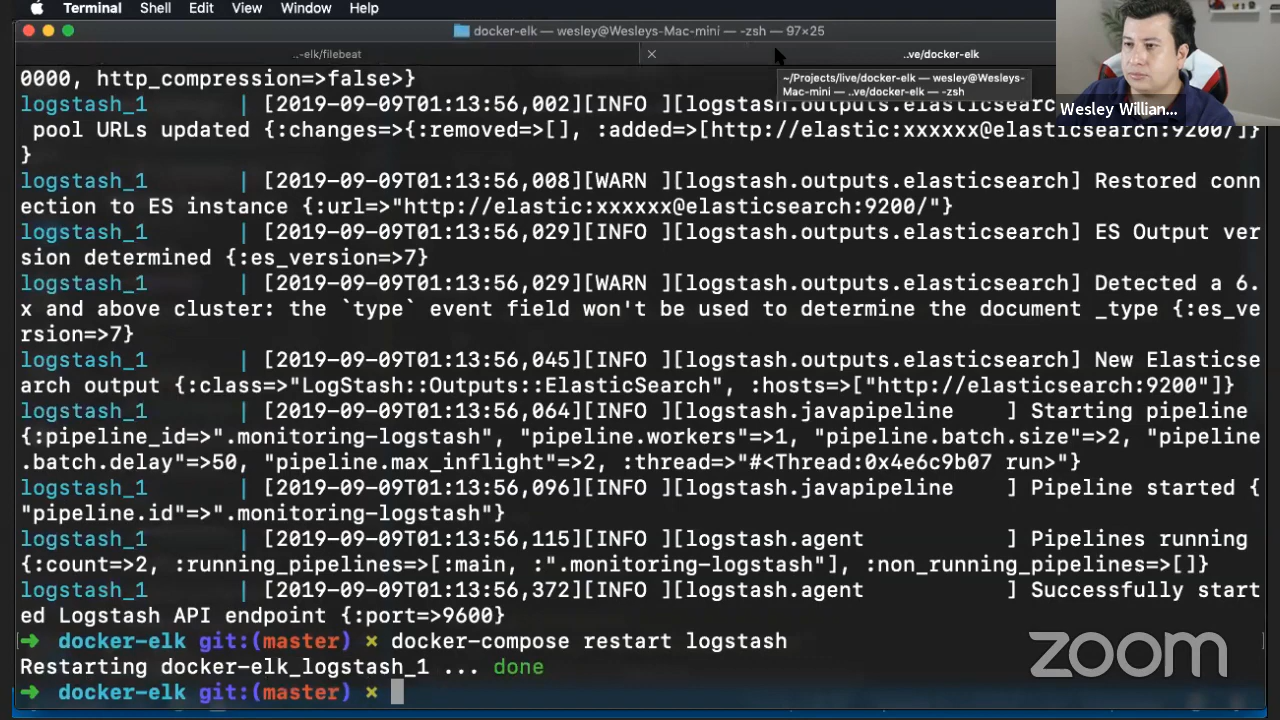 Terminal Shell Edit View Window Help
docker-elk — wesley@Wesleys-Mac-mini — -zsh — 97×25
..-elk/filebeat
..ve/docker-elk
~/Projects/live/docker-elk — wesley@Wesleys-
Mac-mini — ..ve/docker-elk — -zsh
Wesley Willian...
0000, http_compression=>false>}
logstash_1 | [2019-09-09T01:13:56,002][INFO ][logstash.outputs.elasticsearch]
pool URLs updated {:changes=>{:removed=>[], :added=>[http://elastic:xxxxxx@elasticsearch:9200/]}
}
logstash_1 | [2019-09-09T01:13:56,008][WARN ][logstash.outputs.elasticsearch] Restored conn
ection to ES instance {:url=>"http://elastic:xxxxxx@elasticsearch:9200/"}
logstash_1 | [2019-09-09T01:13:56,029][INFO ][logstash.outputs.elasticsearch] ES Output ver
sion determined {:es_version=>7}
logstash_1 | [2019-09-09T01:13:56,029][WARN ][logstash.outputs.elasticsearch] Detected a 6.
x and above cluster: the `type` event field won't be used to determine the document _type {:es_ve
rsion=>7}
logstash_1 | [2019-09-09T01:13:56,045][INFO ][logstash.outputs.elasticsearch] New Elasticse
arch output {:class=>"LogStash::Outputs::ElasticSearch", :hosts=>["http://elasticsearch:9200"]}
logstash_1 | [2019-09-09T01:13:56,064][INFO ][logstash.javapipeline ] Starting pipeline
{:pipeline_id=>".monitoring-logstash", "pipeline.workers"=>1, "pipeline.batch.size"=>2, "pipeline
.batch.delay"=>50, "pipeline.max_inflight"=>2, :thread=>"#<Thread:0x4e6c9b07 run>"}
logstash_1 | [2019-09-09T01:13:56,096][INFO ][logstash.javapipeline ] Pipeline started {
"pipeline.id"=>".monitoring-logstash"}
logstash_1 | [2019-09-09T01:13:56,115][INFO ][logstash.agent ] Pipelines running
{:count=>2, :running_pipelines=>[:main, :".monitoring-logstash"], :non_running_pipelines=>[]}
logstash_1 | [2019-09-09T01:13:56,372][INFO ][logstash.agent ] Successfully start
ed Logstash API endpoint {:port=>9600}
➜ docker-elk git:(master) ✗ docker-compose restart logstash
Restarting docker-elk_logstash_1 ... done
➜ docker-elk git:(master) ✗
zoom